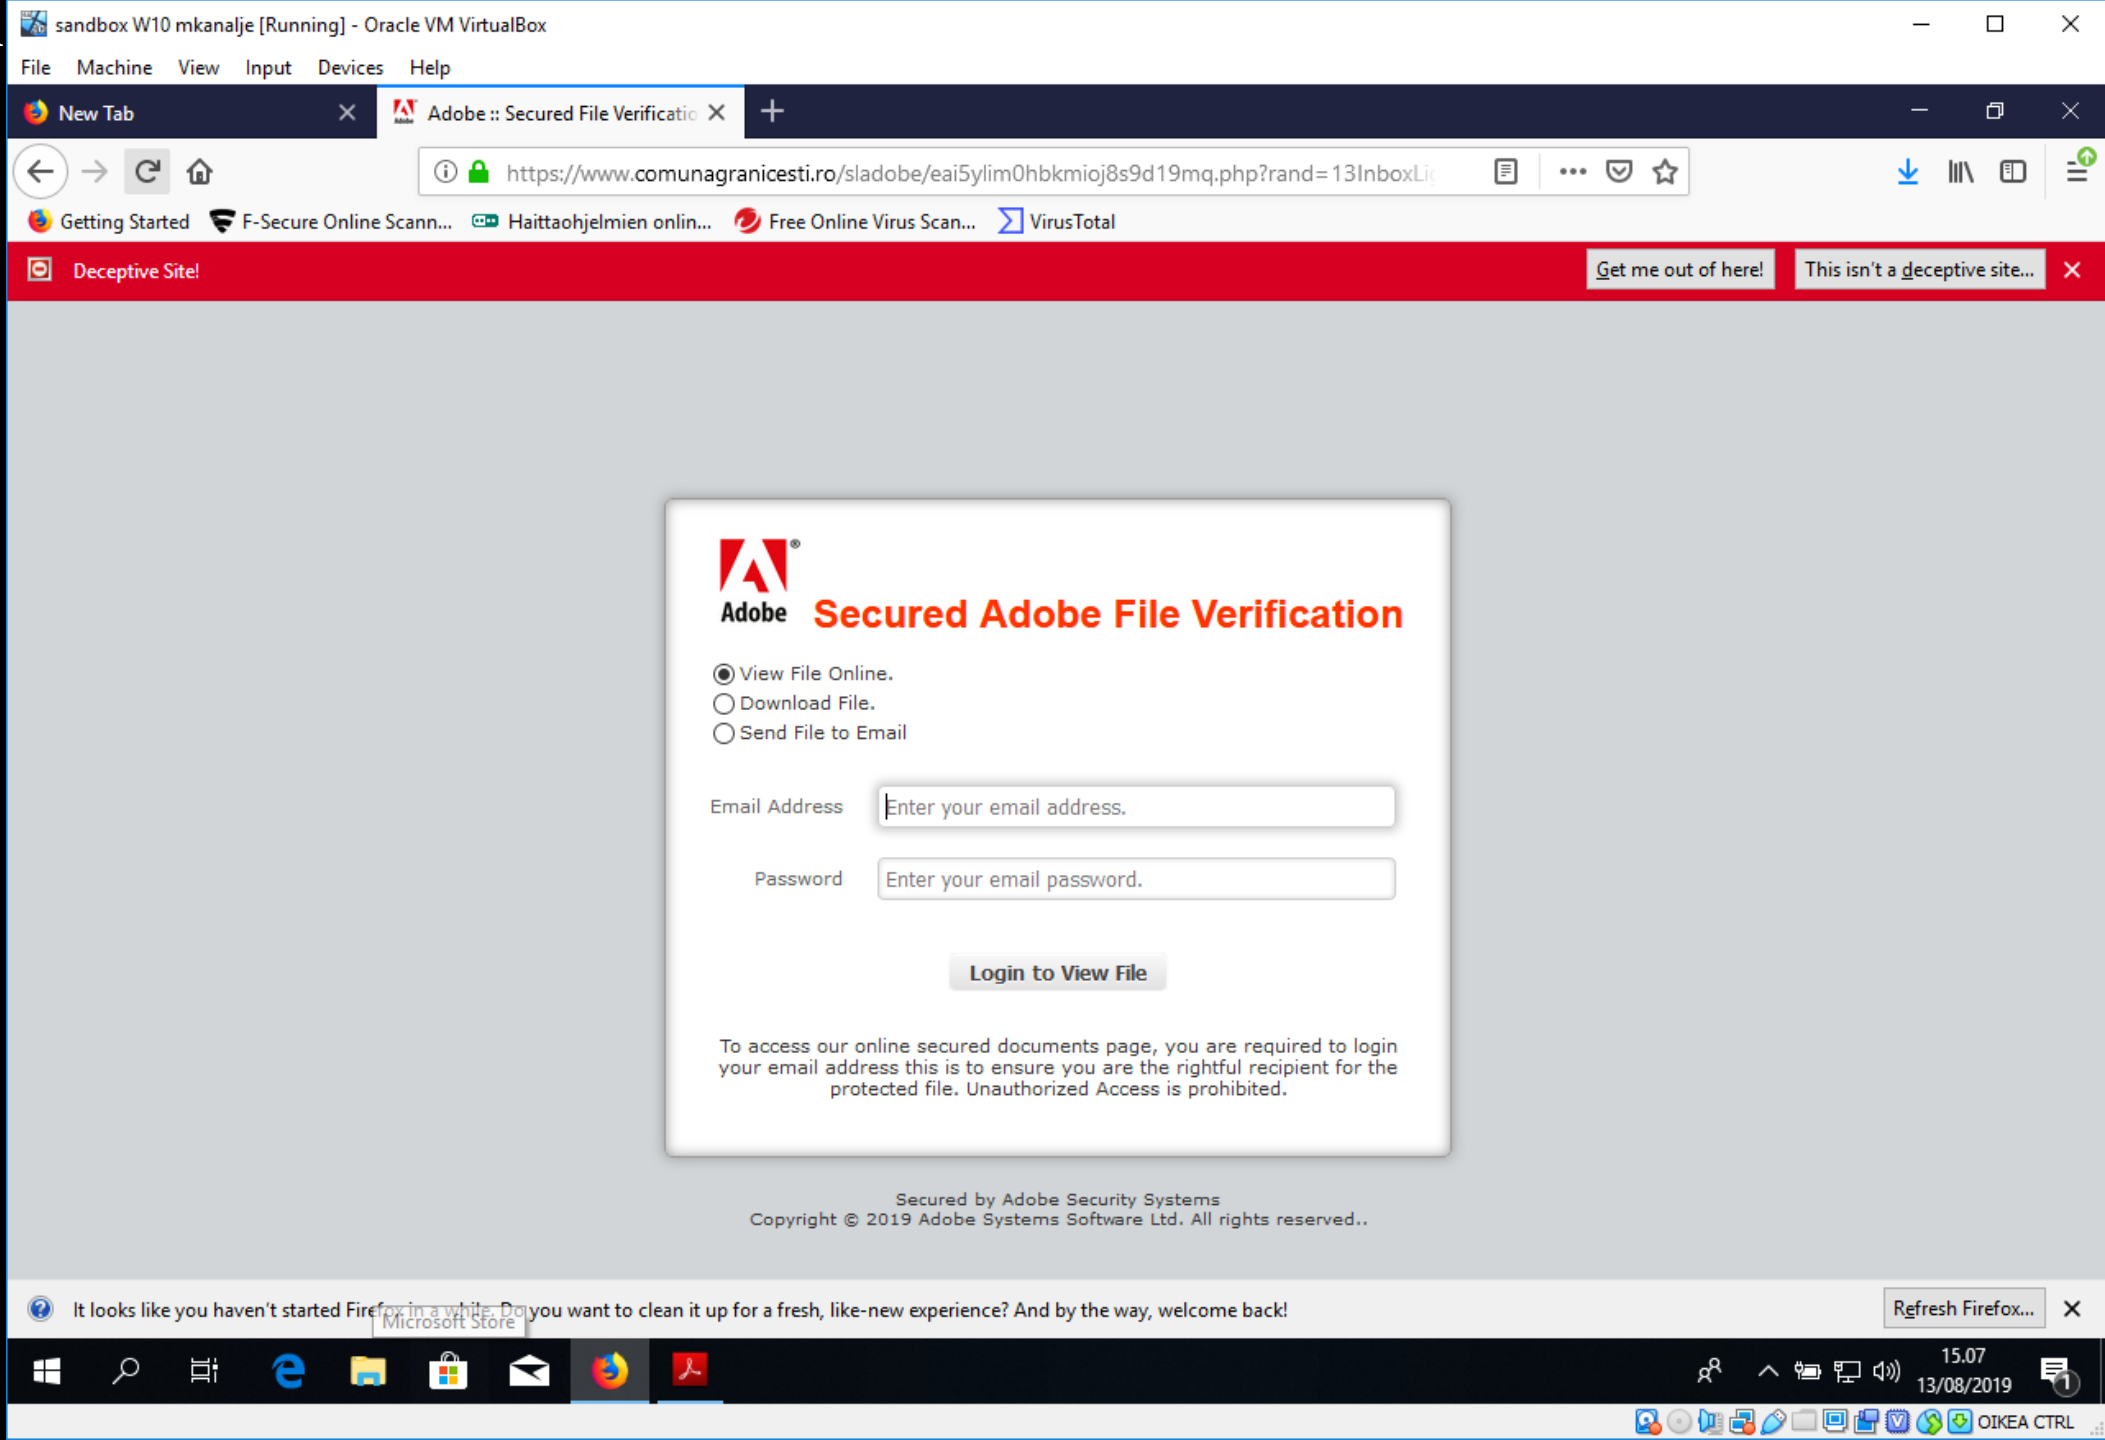 sandbox W10 mkanalje [Running] - Oracle VM VirtualBox
File Machine View Input Devices Help
New Tab
Adobe :: Secured File Verificatio
https://www.comunagranicesti.ro/sladobe/eai5ylim0hbkmioj8s9d19mq.php?rand=13InboxLig
Getting Started F-Secure Online Scann... Haittaohjelmien onlin... Free Online Virus Scan... VirusTotal
Deceptive Site! Get me out of here! This isn't a deceptive site...
Adobe
Adobe ®
Secured Adobe File Verification
View File Online.
Download File.
Send File to Email
Email Address Enter your email address.
Password Enter your email password.
Login to View File
To access our online secured documents page, you are required to login
your email address this is to ensure you are the rightful recipient for the
protected file. Unauthorized Access is prohibited.
Secured by Adobe Security Systems
Copyright © 2019 Adobe Systems Software Ltd. All rights reserved..
It looks like you haven't started Firefox in a while. Do you want to clean it up for a fresh, like-new experience? And by the way, welcome back! Refresh Firefox...
Microsoft Store
15.07
13/08/2019
1
OIKEA CTRL